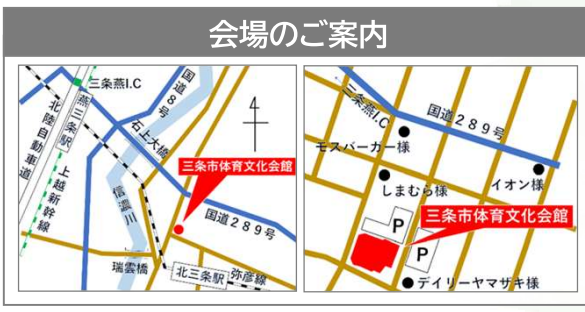 会場のご案内
三条燕I.C
国道8号
燕三条駅
石上大橋
北陸自動車道
三条市体育文化会館
上越新幹線
信濃川
国道289号
瑞雲橋
北三条駅
弥彦線
三条燕I.C
国道289号
モスバーガー様
イオン様
しまむら様
三条市体育文化会館
P
P
デイリーヤマザキ様